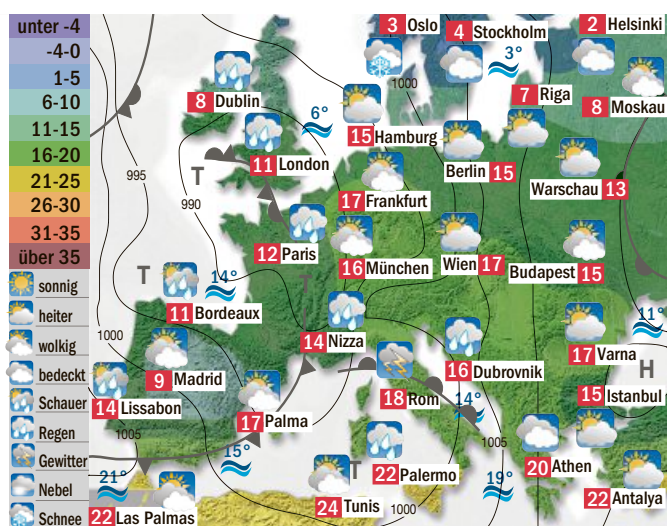 unter -4
-4-0
1-5
6-10
11-15
16-20
21-25
26-30
31-35
über 35
sonnig
heiter
wolkig
bedeckt
Schauer
Regen
Gewitter
Nebel
Schnee
3 Oslo
4 Stockholm
2 Helsinki
3°
1000
8 Dublin
6°
7 Riga
8 Moskau
15 Hamburg
11 London
Berlin 15
995
T
990
17 Frankfurt
Warschau 13
12 Paris
16 München
Wien 17
Budapest 15
T
14°
T
11 Bordeaux
11°
1000
14 Nizza
16 Dubrovnik
17 Varna
H
9 Madrid
14 Lissabon
18 Rom
14°
15 Istanbul
17 Palma
1005
1005
15°
20 Athen
21°
T
22 Palermo
19°
22 Las Palmas
24 Tunis
1000
22 Antalya